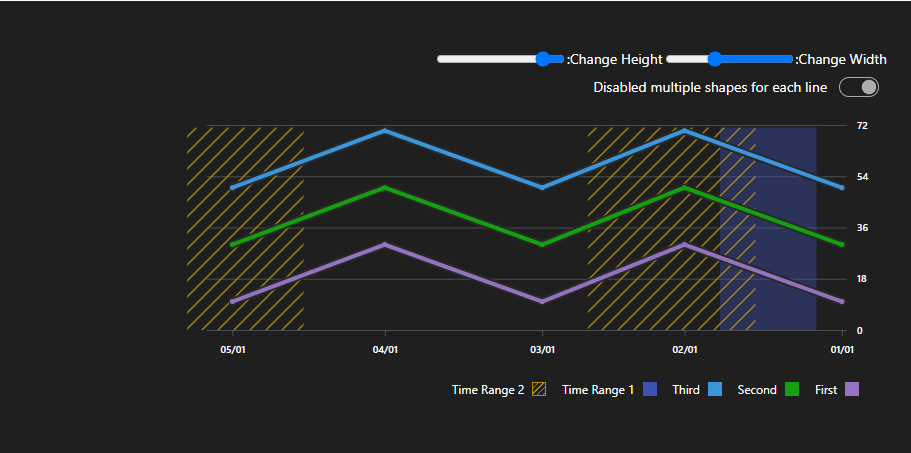 :Change Height :Change Width
Disabled multiple shapes for each line
72
54
36
18
0
05/01 04/01 03/01 02/01 01/01
Time Range 2 Time Range 1 Third Second First